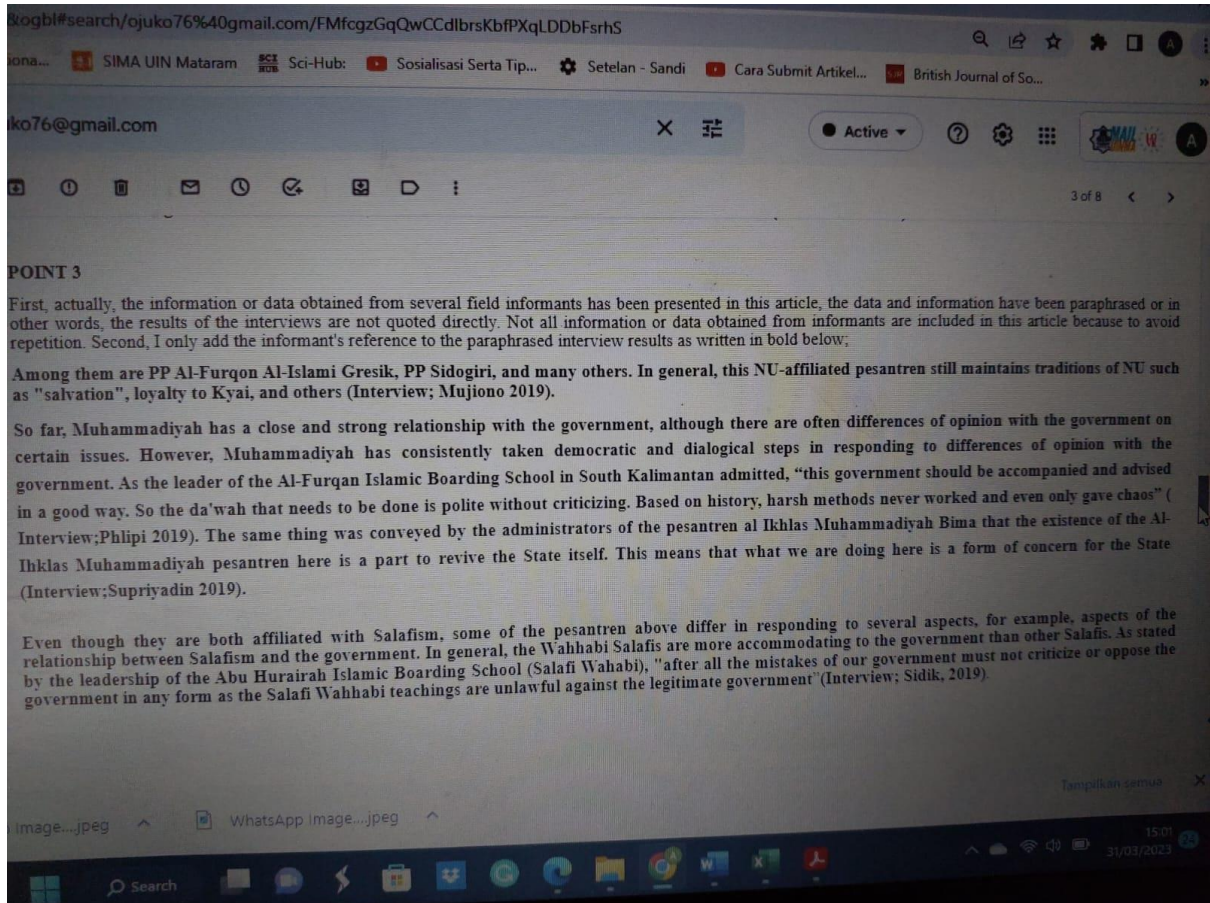 &ogbl#search/ojuko76%40gmail.com/FMfcgzGqQwCCdlbrsKbfPXqLDDbFsrhS
iona... SIMA UIN Mataram SCI HUB Sci-Hub: Sosialisasi Serta Tip... Setelan - Sandi Cara Submit Artikel... British Journal of So... »
ko76@gmail.com Active A
3 of 8
POINT 3
First, actually, the information or data obtained from several field informants has been presented in this article, the data and information have been paraphrased or in
other words, the results of the interviews are not quoted directly. Not all information or data obtained from informants are included in this article because to avoid
repetition. Second, I only add the informant's reference to the paraphrased interview results as written in bold below;
Among them are PP Al-Furqon Al-Islami Gresik, PP Sidogiri, and many others. In general, this NU-affiliated pesantren still maintains traditions of NU such
as "salvation", loyalty to Kyai, and others (Interview; Mujiono 2019).
So far, Muhammadiyah has a close and strong relationship with the government, although there are often differences of opinion with the government on
certain issues. However, Muhammadiyah has consistently taken democratic and dialogical steps in responding to differences of opinion with the
government. As the leader of the Al-Furqan Islamic Boarding School in South Kalimantan admitted, “this government should be accompanied and advised
in a good way. So the da'wah that needs to be done is polite without criticizing. Based on history, harsh methods never worked and even only gave chaos” (
Interview;Phlipi 2019). The same thing was conveyed by the administrators of the pesantren al Ikhlas Muhammadiyah Bima that the existence of the Al-
Ihklas Muhammadiyah pesantren here is a part to revive the State itself. This means that what we are doing here is a form of concern for the State
(Interview;Supriyadin 2019).
Even though they are both affiliated with Salafism, some of the pesantren above differ in responding to several aspects, for example, aspects of the
relationship between Salafism and the government. In general, the Wahhabi Salafis are more accommodating to the government than other Salafis. As stated
by the leadership of the Abu Hurairah Islamic Boarding School (Salafi Wahabi), "after all the mistakes of our government must not criticize or oppose the
government in any form as the Salafi Wahhabi teachings are unlawful against the legitimate government"(Interview; Sidik, 2019).
Tampilkan semua
Image....jpeg WhatsApp Image....jpeg
Search
15:01
31/03/2023 24